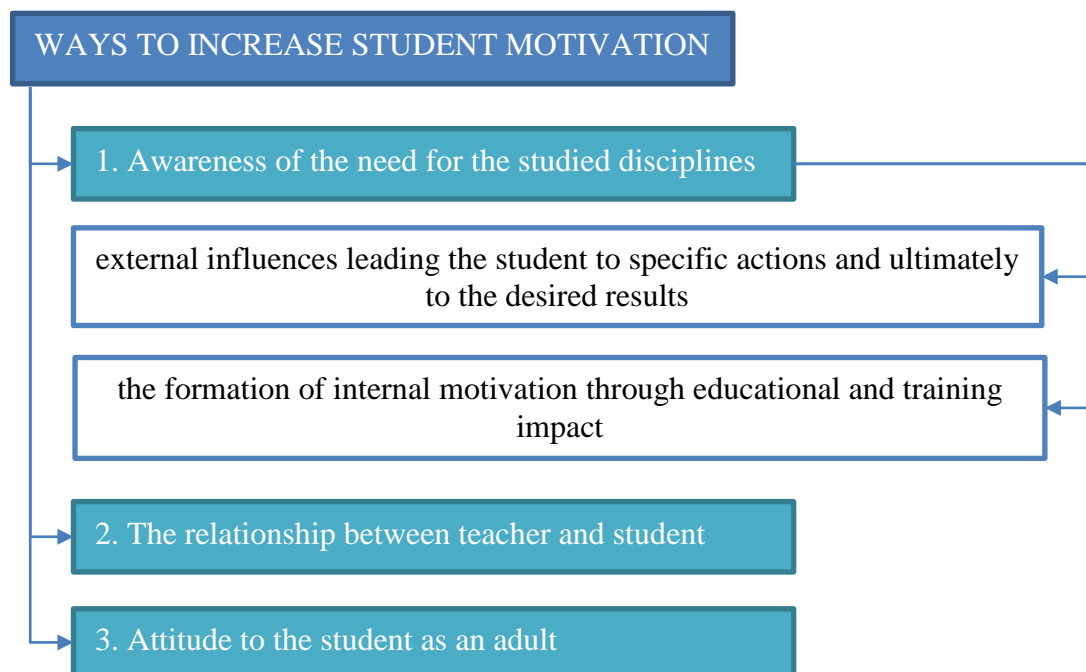 WAYS TO INCREASE STUDENT MOTIVATION
1. Awareness of the need for the studied disciplines
external influences leading the student to specific actions and ultimately
to the desired results
the formation of internal motivation through educational and training
impact
2. The relationship between teacher and student
3. Attitude to the student as an adult